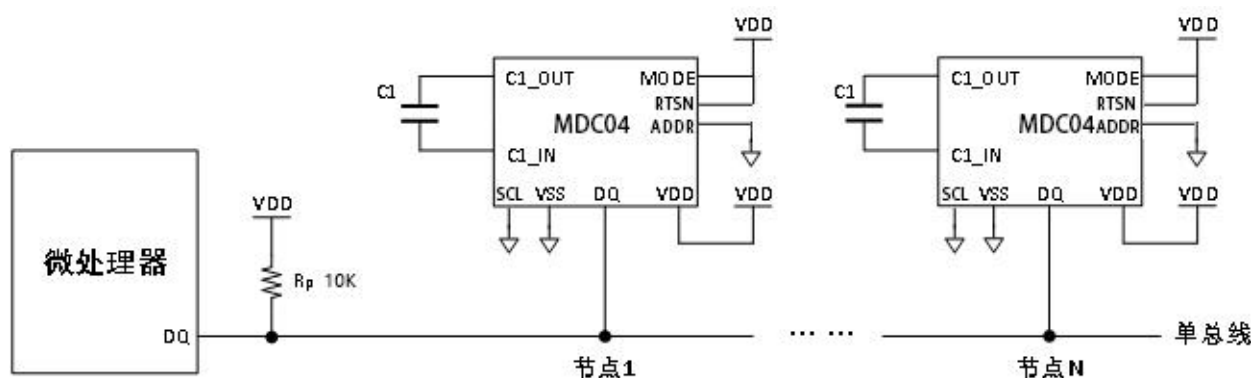 微处理器
DQ
VDD
Rp 10K
C1
C1_OUT
C1_IN
MDC04
MODE
RTSN
ADDR
SCL
VSS
DQ
VDD
VDD
VDD
节点1
... ...
C1
C1_OUT
C1_IN
MDC04
MODE
RTSN
ADDR
SCL
VSS
DQ
VDD
VDD
VDD
节点N
单总线